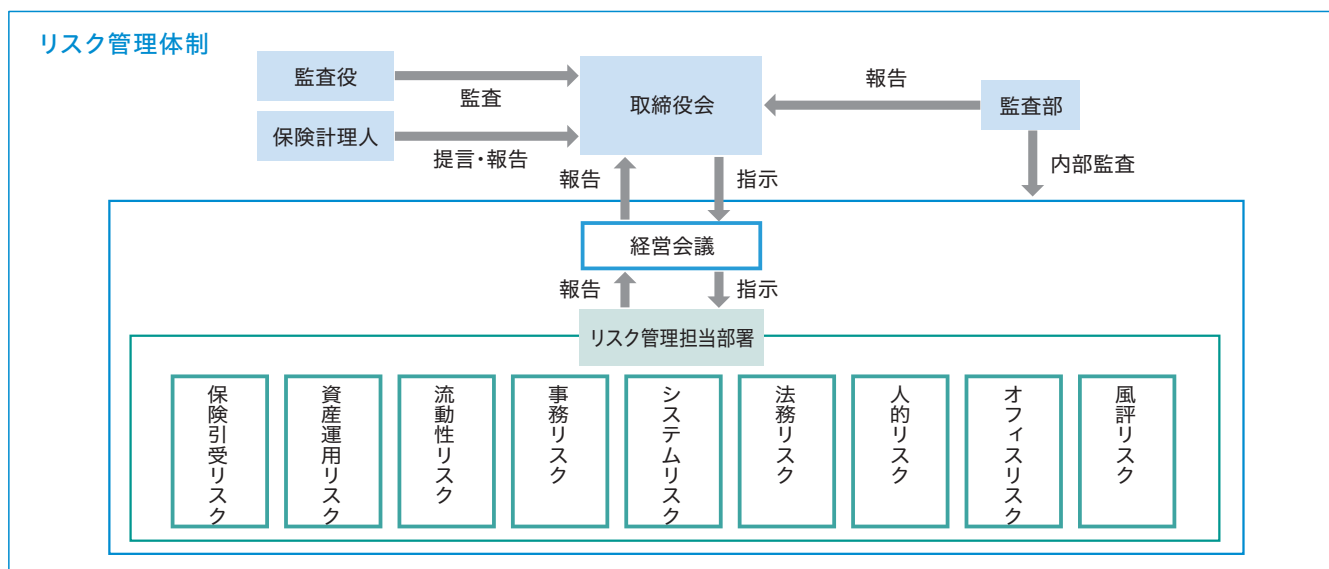 リスク管理体制
監査役
監査
保険計理人
提言・報告
取締役会
報告
監査部
内部監査
報告
指示
経営会議
報告
指示
リスク管理担当部署
保険引受リスク
資産運用リスク
流動性リスク
事務リスク
システムリスク
法務リスク
人的リスク
オフィスリスク
風評リスク